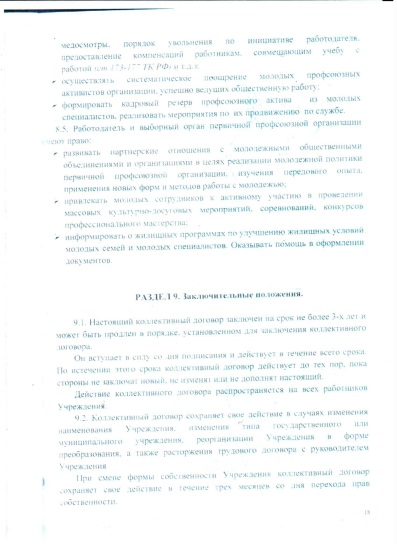 медосмотры, порядок увольнения по инициативе работодателя,
предоставление компенсаций работникам, совмещающим учебу с
работой (ст 173-177 ТК РФ) и т.д.);
➢ осуществлять систематическое поощрение молодых профсоюзных
активистов организации, успешно ведущих общественную работу;
➢ формировать кадровый резерв профсоюзного актива из молодых
специалистов, реализовать мероприятия по их продвижению по службе.
8.5. Работодатель и выборный орган первичной профсоюзной организации
имеют право:
➢ развивать партнерские отношения с молодежными общественными
объединениями и организациями в целях реализации молодежной политики
первичной профсоюзной организации, изучения передового опыта,
применения новых форм и методов работы с молодежью;
➢ привлекать молодых сотрудников к активному участию в проведении
массовых культурно-досуговых мероприятий, соревнований, конкурсов
профессионального мастерства;
➢ информировать о жилищных программах по улучшению жилищных условий
молодых семей и молодых специалистов. Оказывать помощь в оформлении
документов.
РАЗДЕЛ 9. Заключительные положения.
9.1. Настоящий коллективный договор заключен на срок не более 3-х лет и
может быть продлен в порядке, установленном для заключения коллективного
договора.
Он вступает в силу со дня подписания и действует в течение всего срока.
По истечении этого срока коллективный договор действует до тех пор, пока
стороны не заключат новый, не изменят или не дополнят настоящий.
Действие коллективного договора распространяется на всех работников
Учреждения.
9.2. Коллективный договор сохраняет свое действие в случаях изменения
наименования Учреждения, изменения типа государственного или
муниципального учреждения, реорганизации Учреждения в форме
преобразования, а также расторжения трудового договора с руководителем
Учреждения
При смене формы собственности Учреждения коллективный договор
сохраняет свое действие в течение трех месяцев со дня перехода прав
собственности.